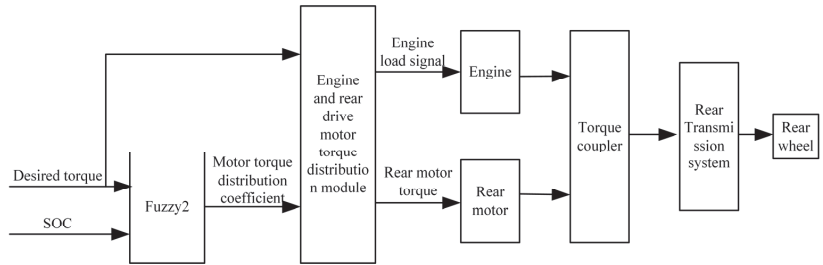 Desired torque
SOC
Fuzzy2
Motor torque
distribution
coefficient
Engine
and rear
drive
motor
torque
distributio
n module
Engine
load signal
Rear motor
torque
Engine
Rear
motor
Torque
coupler
Rear
Transmi
ssion
system
Rear
wheel